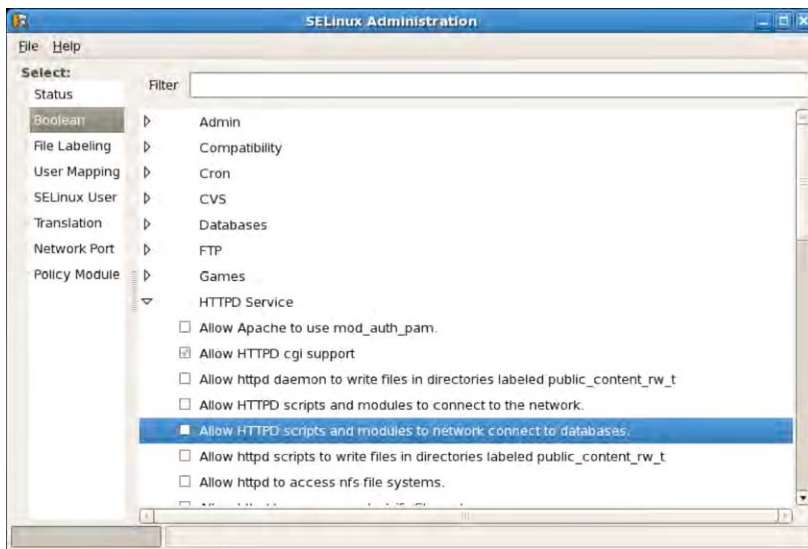 SELinux Administration
File Help
Select:
Status
Boolean
File Labeling
User Mapping
SELinux User
Translation
Network Port
Policy Module
Filter
Admin
Compatibility
Cron
CVS
Databases
FTP
Games
HTTPD Service
Allow Apache to use mod_auth_pam.
Allow HTTPD cgi support
Allow httpd daemon to write files in directories labeled public_content_rw_t
Allow HTTPD scripts and modules to connect to the network.
Allow HTTPD scripts and modules to network connect to databases.
Allow httpd scripts to write files in directories labeled public_content_rw_t
Allow httpd to access nfs file systems.